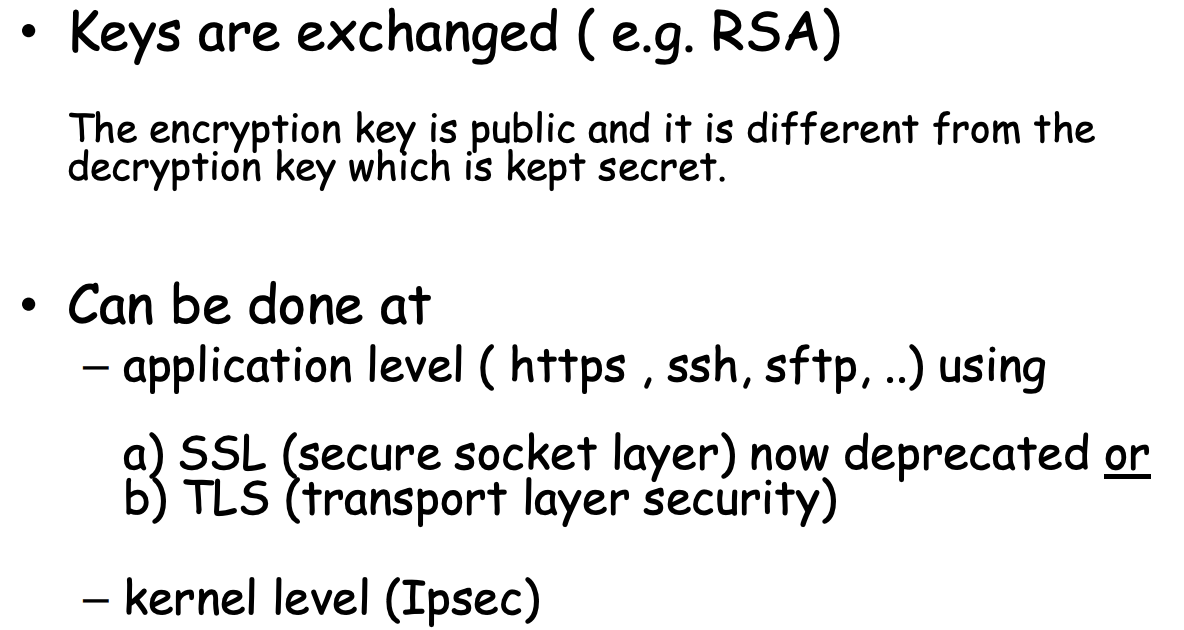 • Keys are exchanged ( e.g. RSA)
The encryption key is public and it is different from the
decryption key which is kept secret.
• Can be done at
– application level ( https , ssh, sftp, ..) using
a) SSL (secure socket layer) now deprecated or
b) TLS (transport layer security)
– kernel level (Ipsec)